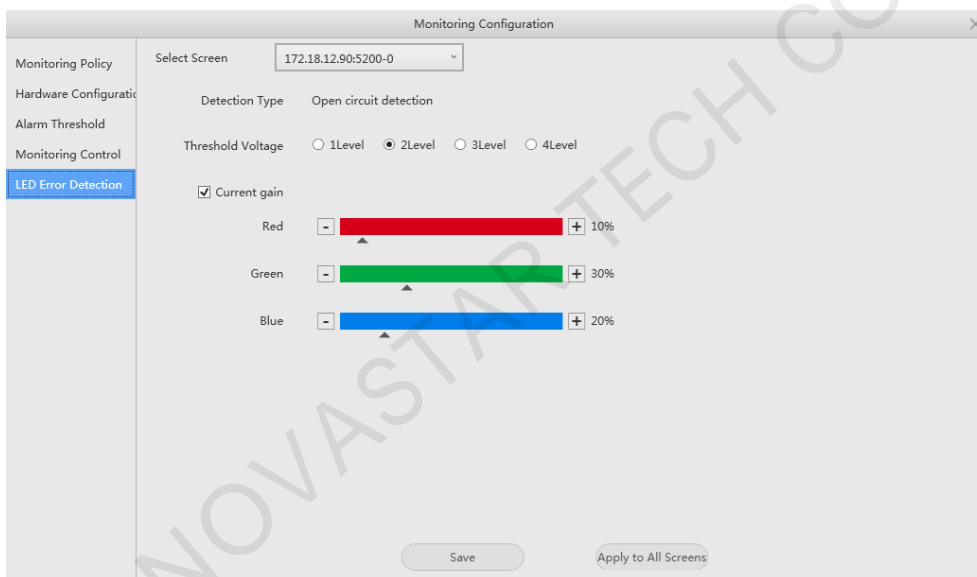 Monitoring Configuration
Monitoring Policy
Hardware Configuratio
Alarm Threshold
Monitoring Control
LED Error Detection
Select Screen 172.18.12.90:5200-0
Detection Type Open circuit detection
Threshold Voltage 1Level 2Level 3Level 4Level
Current gain
Red - + 10%
Green - + 30%
Blue - + 20%
Save Apply to All Screens
NOVASTAR TECH CO